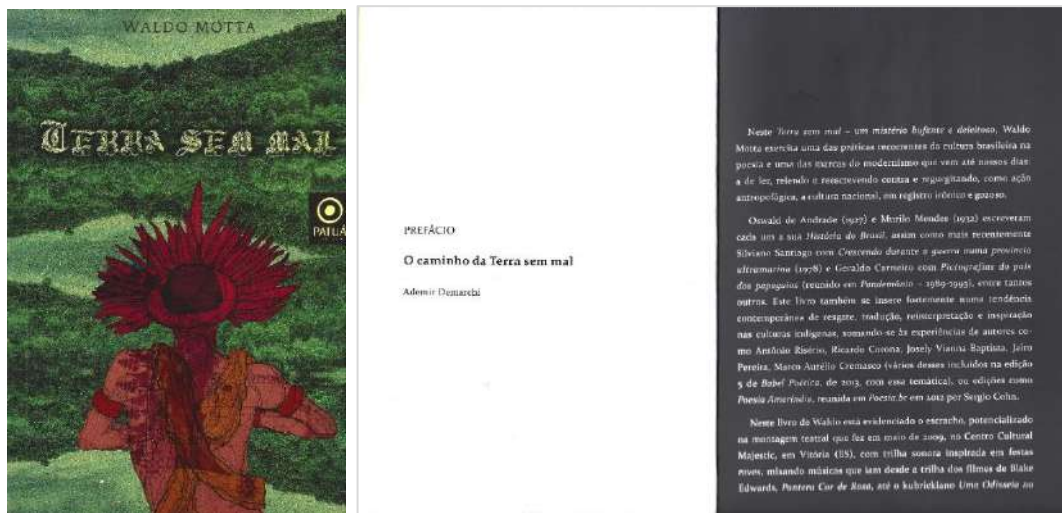 WALDO MOTTA
TERRA SEM MAL
PATUÁ
PREFÁCIO
O caminho da Terra sem mal
Ademir Demarchi
Neste Terra sem mal – um mistério bufante e deleitoso, Waldo
Motta exercita uma das práticas recorrentes da cultura brasileira na
poesia e uma das marcas do modernismo que vem até nossos dias:
a de ler, relendo e reescrevendo contra e regurgitando, como ação
antropofágica, a cultura nacional, em registro irônico e gozoso.
Oswald de Andrade (1927) e Murilo Mendes (1932) escreveram
cada um a sua História do Brasil, assim como mais recentemente
Silviano Santiago com Crescendo durante a guerra numa província
ultramarina (1978) e Geraldo Carneiro com Pictografias do país
dos papagaios (reunido em Pandemônio – 1989-1993), entre tantos
outros. Este livro também se insere fortemente numa tendência
contemporânea de resgate, tradução, reinterpretação e inspiração
nas culturas indígenas, somando-se às experiências de autores co-
mo Antônio Risério, Ricardo Corona, Josely Vianna Baptista, Jairo
Pereira, Marco Aurélio Cremasco (vários desses incluídos na edição
5 de Babel Poética, de 2013, com essa temática), ou edições como
Poesia Ameríndia, reunida em Poesia.br em 2012 por Sergio Cohn.
Neste livro de Waldo está evidenciado o escracho, potencializado
na montagem teatral que fez em maio de 2009, no Centro Cultural
Majestic, em Vitória (ES), com trilha sonora inspirada em festas
raves, mixando músicas que iam desde a trilha dos filmes de Blake
Edwards, Pantera Cor de Rosa, até o kubrickiano Uma Odisseia no